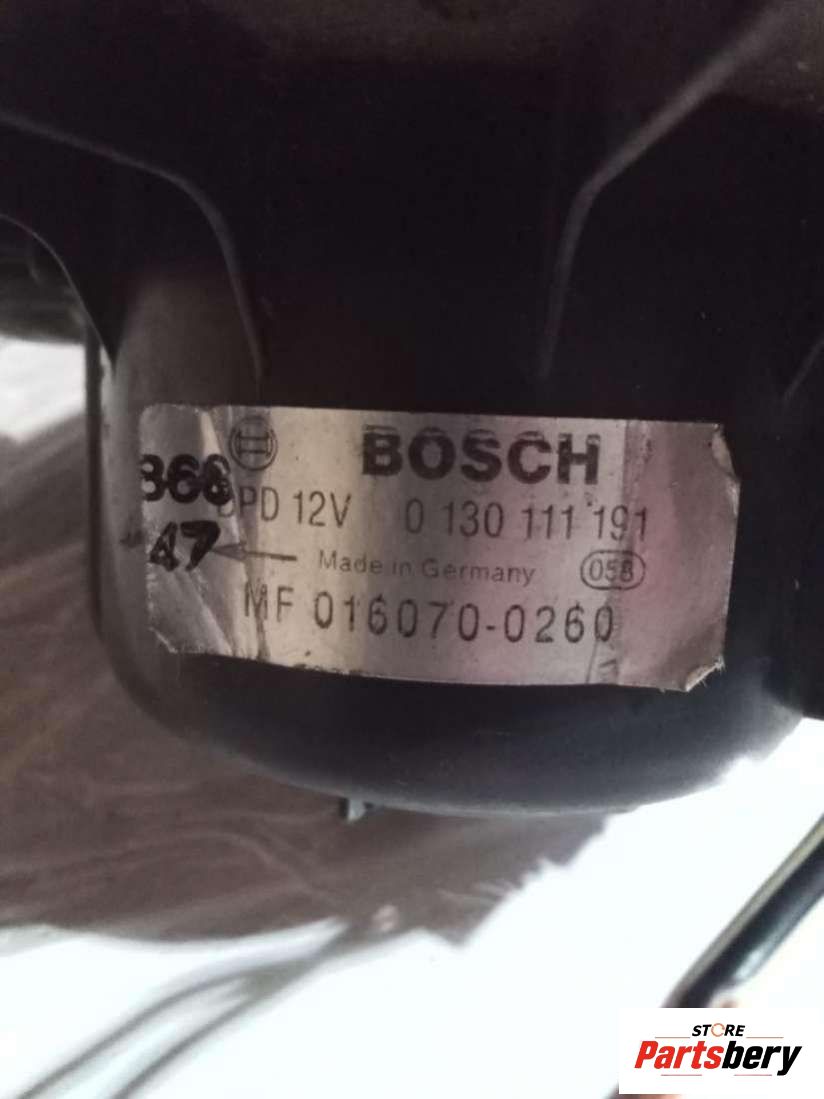 BOSCH
866 DPD 12V 0 130 111 191
47 Made in Germany 058
MF 016070-0260
STORE
Partsbery